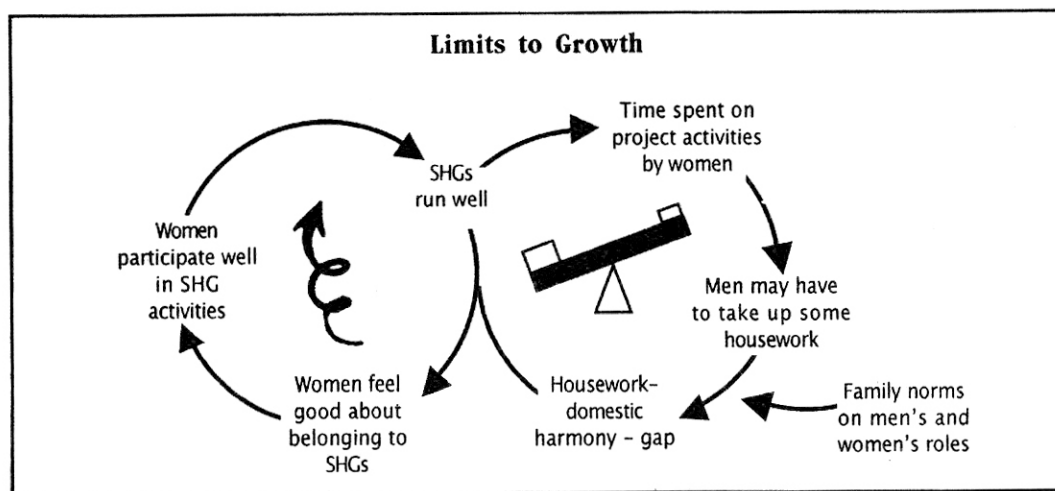 Limits to Growth
SHGs
run well
Time spent on
project activities
by women
Men may have
to take up some
housework
Family norms
on men's and
women's roles
Housework–
domestic
harmony – gap
Women feel
good about
belonging to
SHGs
Women
participate well
in SHG
activities